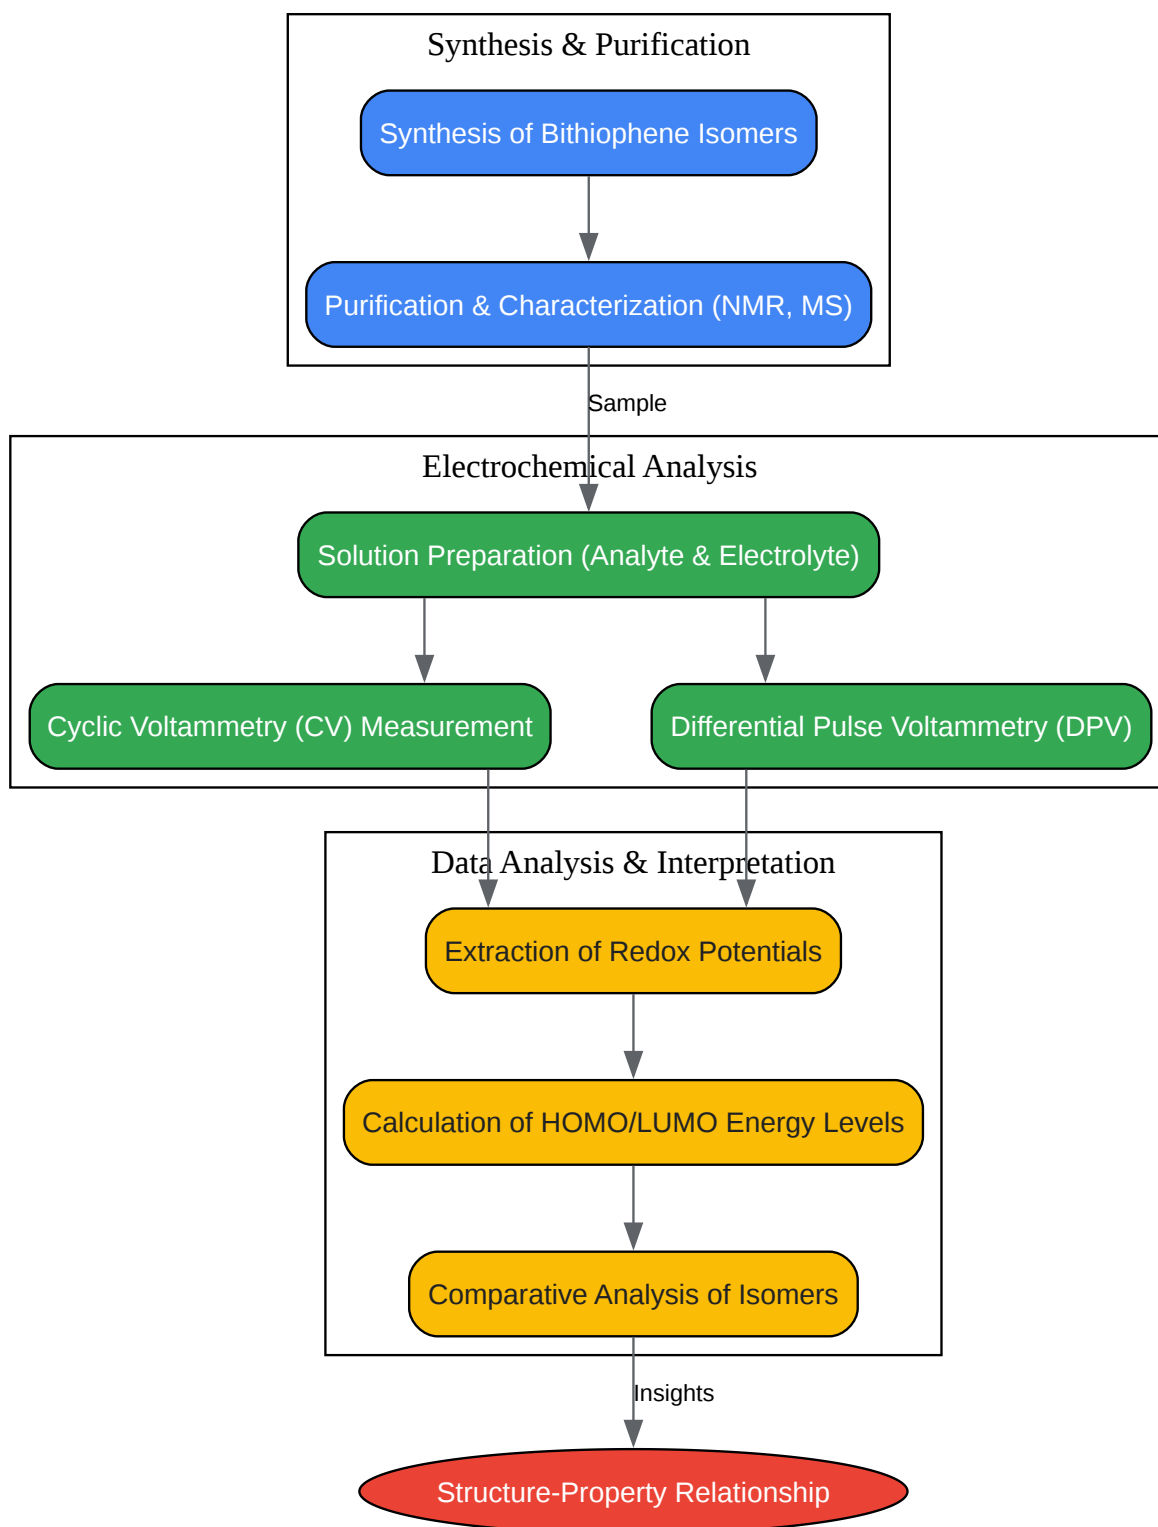 Synthesis & Purification
Synthesis of Bithiophene Isomers
Purification & Characterization (NMR, MS)
Sample
Electrochemical Analysis
Solution Preparation (Analyte & Electrolyte)
Cyclic Voltammetry (CV) Measurement
Differential Pulse Voltammetry (DPV)
Data Analysis & Interpretation
Extraction of Redox Potentials
Calculation of HOMO/LUMO Energy Levels
Comparative Analysis of Isomers
Insights
Structure-Property Relationship